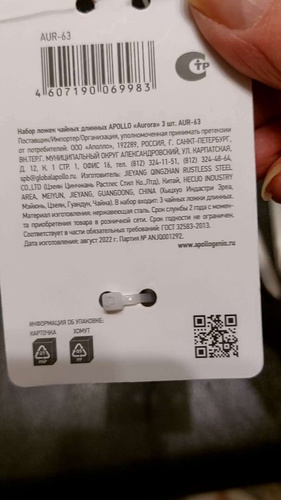 AUR-63
4 607190 069983
Набор ложек чайных длинных APOLLO «Aurora» 3 шт. AUR-63
Поставщик/Импортер/Организация, уполномоченная принимать претензии
от потребителей: ООО «Аполло», 192289, РОССИЯ, Г. САНКТ-ПЕТЕРБУРГ,
ВН.ТЕР.Г. МУНИЦИПАЛЬНЫЙ ОКРУГ АЛЕКСАНДРОВСКИЙ, УЛ. КАРПАТСКАЯ,
Д. 12, К. 1, СТР. 1, ОФИС 16, тел. (812) 324-11-51, (812) 324-48-64,
spb@globalapollo.ru. Изготовитель: JIEYANG QINGZHAN RUSTLESS STEEL
CO.,LTD (Цзеян Цинчжань Растлес Стил Ко.,Лтд), Китай, HECUO INDUSTRY
AREA, MEIYUN, JIEYANG, GUANGDONG, CHINA
Мэйюнь, Цзеян, Гуандун, Чайна). В набор входит: 3 чайных ложки длинных.
Материал изготовления: нержавеющая сталь. Срок службы 2 года с момен-
та приобретения товара в розничной сети. Срок годности не ограничен.
Соответствует в части обязательных требований: ГОСТ 32583-2013.
Дата изготовления: август 2022 г. Партия № ANJQ001292.
www.apollogenio.ru
ИНФОРМАЦИЯ ОБ УПАКОВКЕ:
КАРТОЧКА ХОМУТ
PAP PP